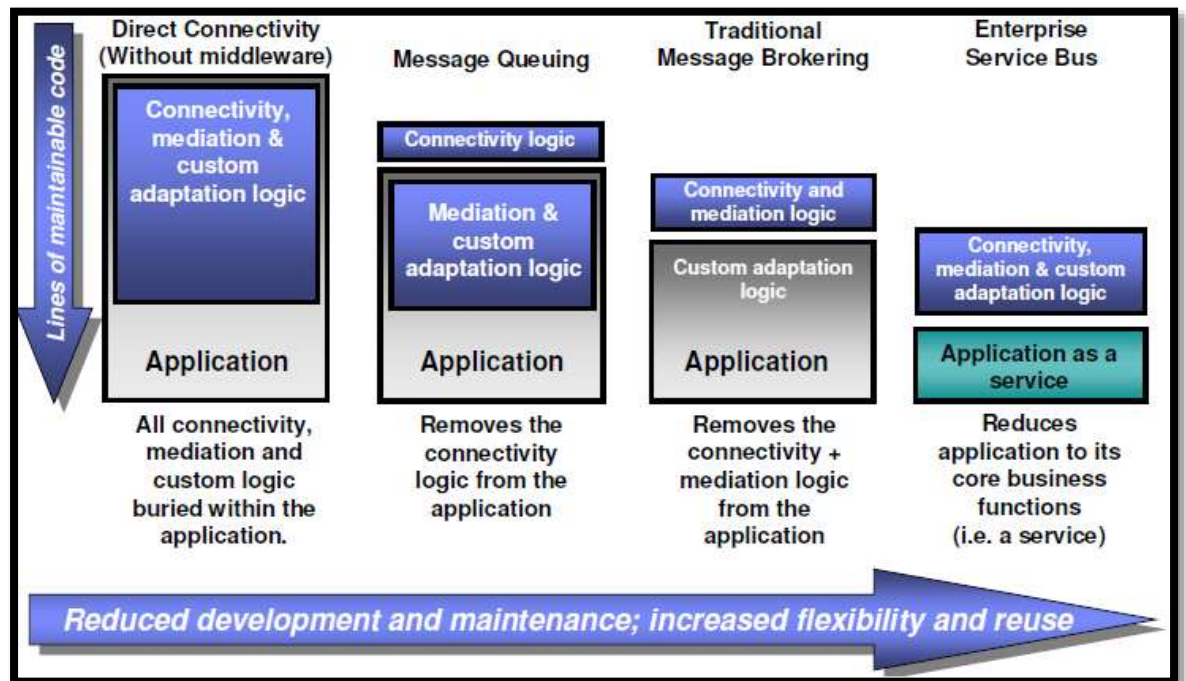 Direct Connectivity
(Without middleware)
Message Queuing
Traditional
Message Brokering
Enterprise
Service Bus
Lines of maintainable code
Connectivity,
mediation &
custom
adaptation logic
Application
Connectivity logic
Mediation &
custom
adaptation logic
Application
Connectivity and
mediation logic
Custom adaptation
logic
Application
Connectivity,
mediation & custom
adaptation logic
Application as a
service
All connectivity,
mediation and
custom logic
buried within the
application.
Removes the
connectivity
logic from the
application
Removes the
connectivity +
mediation logic
from the
application
Reduces
application to its
core business
functions
(i.e. a service)
Reduced development and maintenance; increased flexibility and reuse